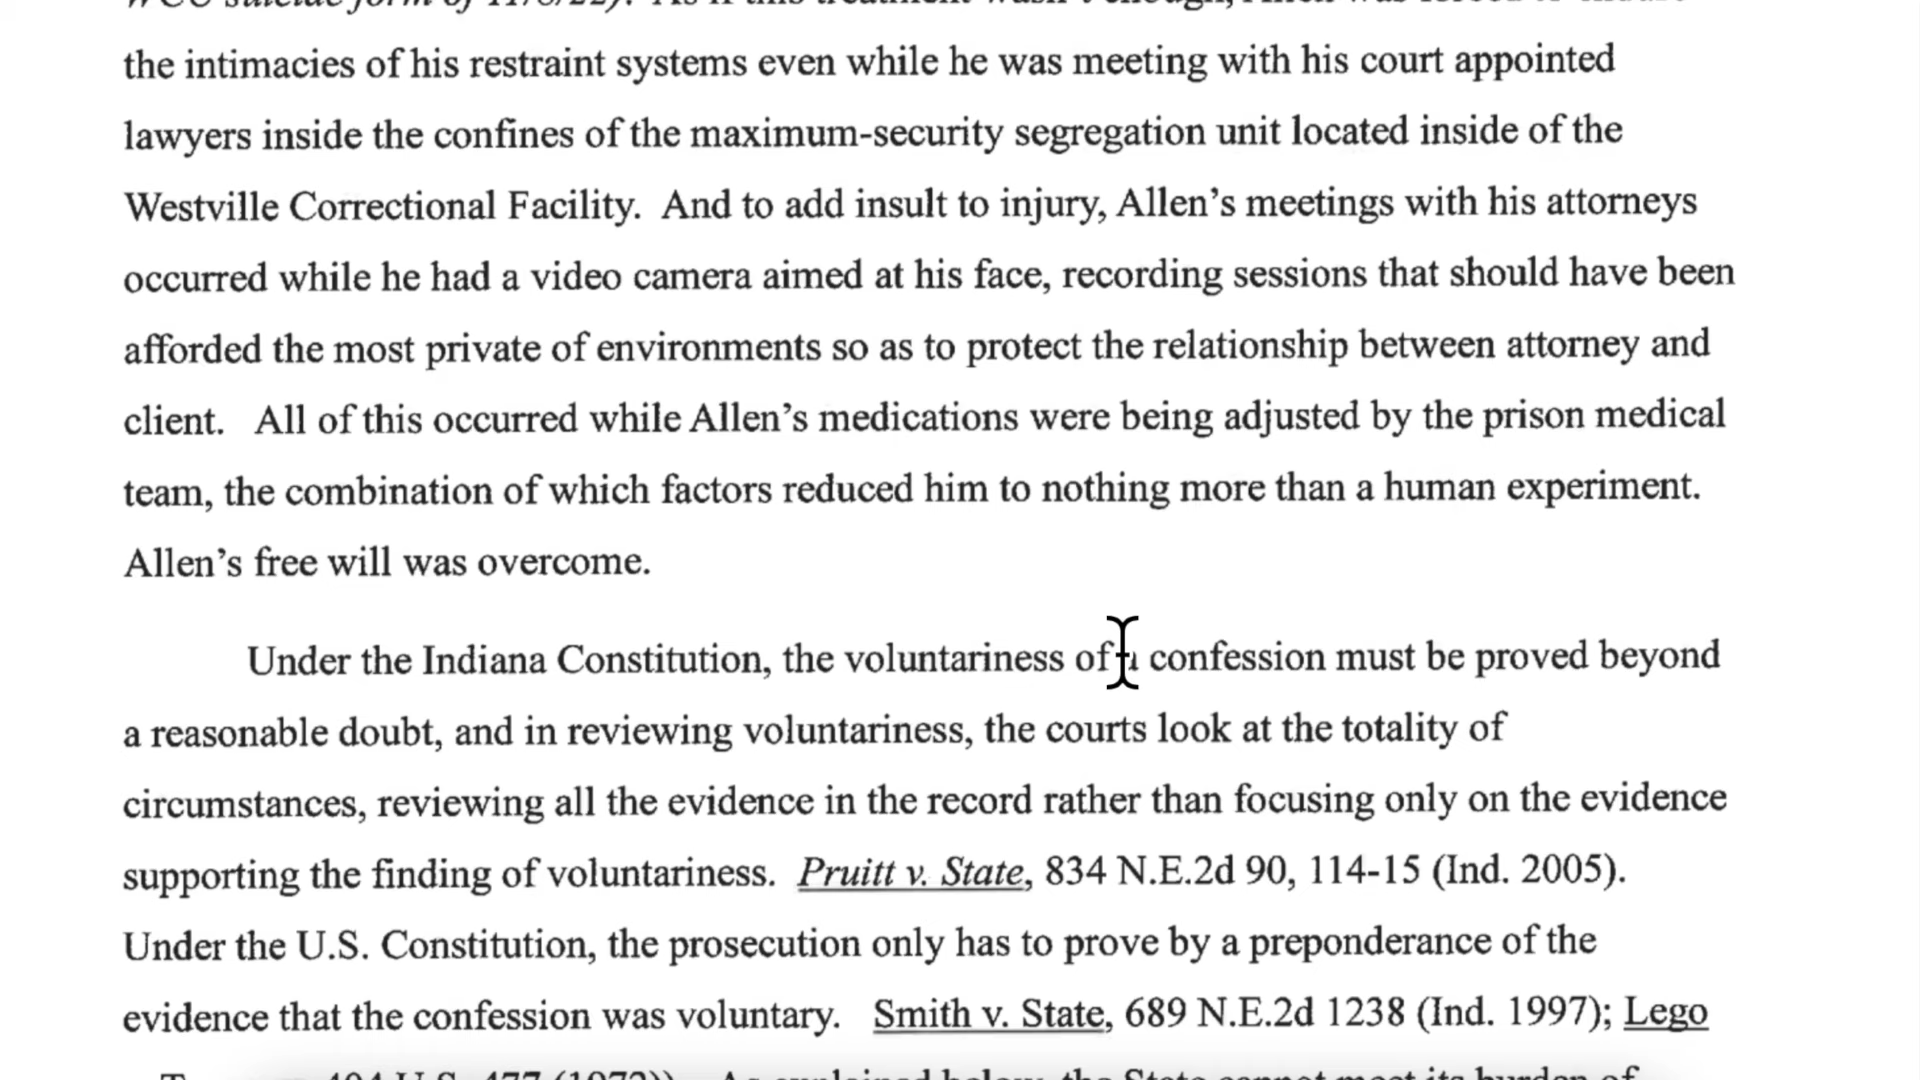 the intimacies of his restraint systems even while he was meeting with his court appointed
lawyers inside the confines of the maximum-security segregation unit located inside of the
Westville Correctional Facility.  And to add insult to injury, Allen’s meetings with his attorneys
occurred while he had a video camera aimed at his face, recording sessions that should have been
afforded the most private of environments so as to protect the relationship between attorney and
client.   All of this occurred while Allen’s medications were being adjusted by the prison medical
team, the combination of which factors reduced him to nothing more than a human experiment.
Allen’s free will was overcome.
Under the Indiana Constitution, the voluntariness of a confession must be proved beyond
a reasonable doubt, and in reviewing voluntariness, the courts look at the totality of
circumstances, reviewing all the evidence in the record rather than focusing only on the evidence
supporting the finding of voluntariness.  Pruitt v. State, 834 N.E.2d 90, 114-15 (Ind. 2005).
Under the U.S. Constitution, the prosecution only has to prove by a preponderance of the
evidence that the confession was voluntary.   Smith v. State, 689 N.E.2d 1238 (Ind. 1997); Lego